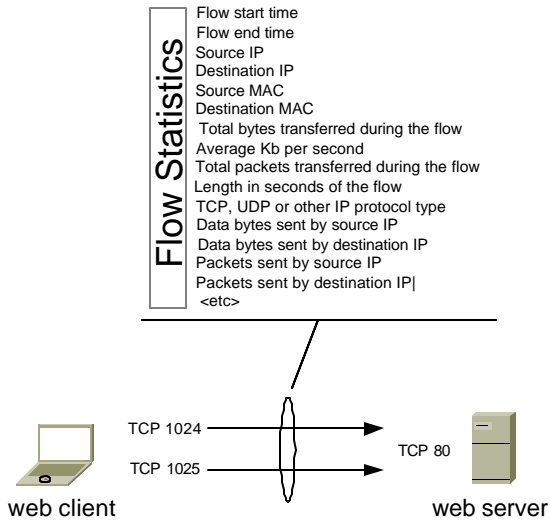 Flow Statistics
Flow start time
Flow end time
Source IP
Destination IP
Source MAC
Destination MAC
Total bytes transferred during the flow
Average Kb per second
Total packets transferred during the flow
Length in seconds of the flow
TCP, UDP or other IP protocol type
Data bytes sent by source IP
Data bytes sent by destination IP
Packets sent by source IP
Packets sent by destination IP|
<etc>
TCP 1024
TCP 1025
TCP 80
web client
web server